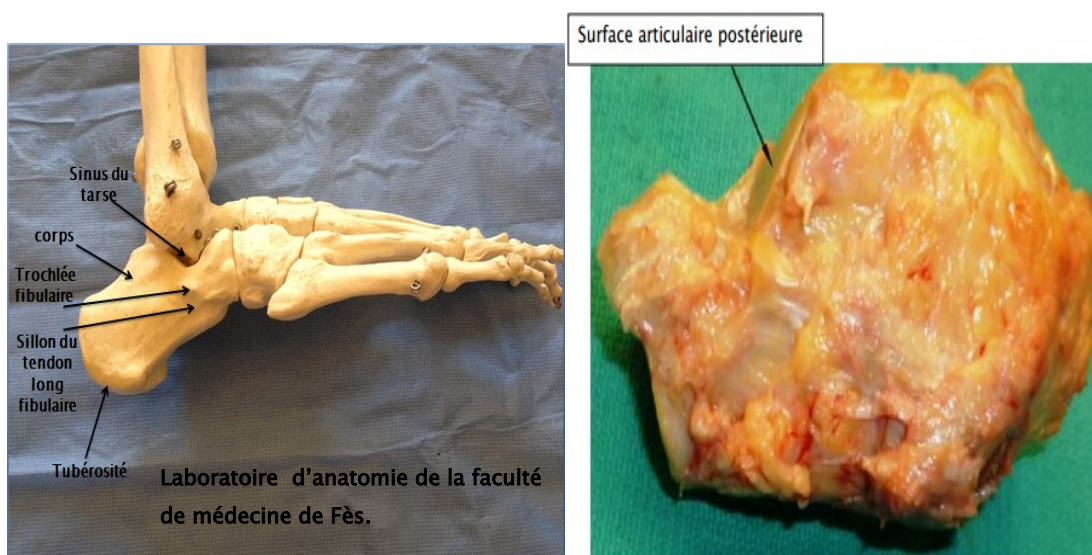 Surface articulaire postérieure
Sinus du
tarse
corps
Trochlée
fibulaire
Sillon du
tendon
long
fibulaire
Tubérosité
Laboratoire d'anatomie de la faculté
de médecine de Fès.